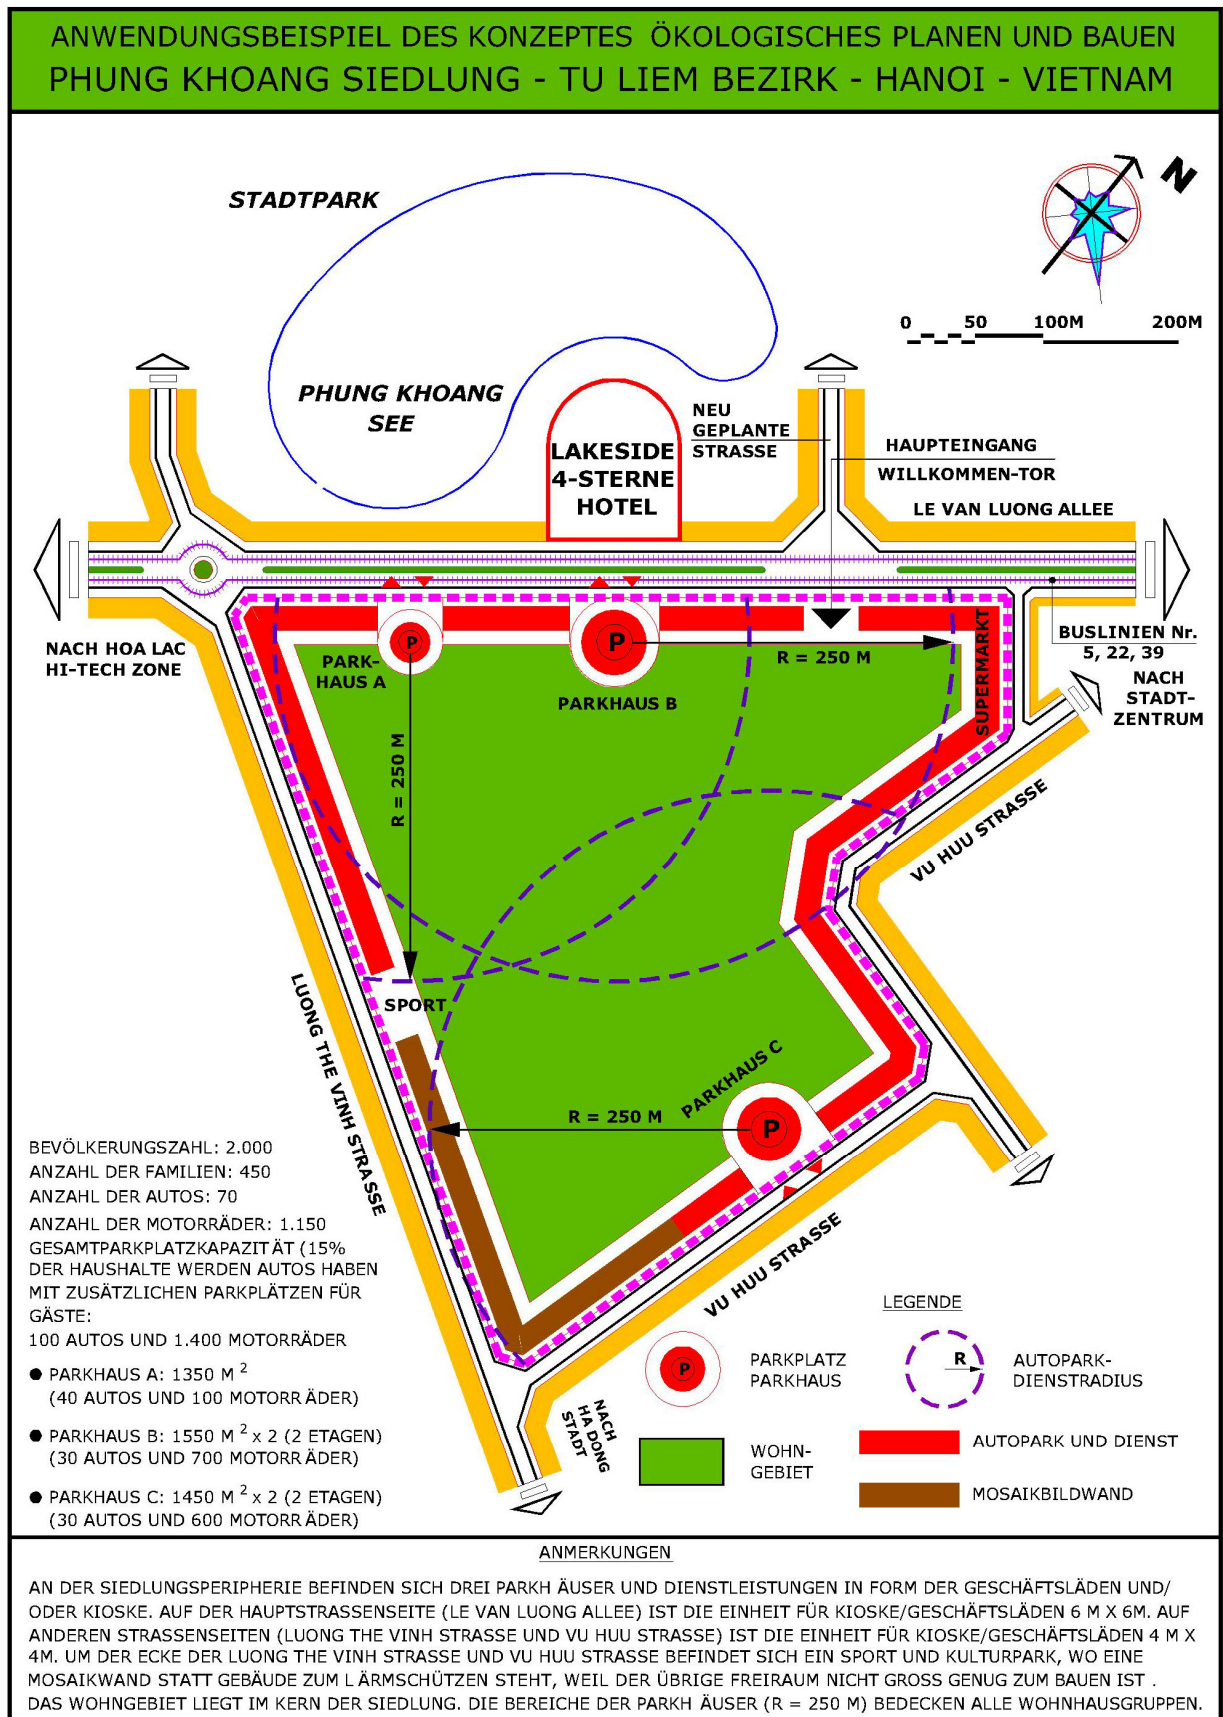 ANWENDUNGSBEISPIEL DES KONZEPTES ÖKOLOGISCHES PLANEN UND BAUEN
PHUNG KHOANG SIEDLUNG - TU LIEM BEZIRK - HANOI - VIETNAM
STADTPARK
N
0 50 100M 200M
PHUNG KHOANG
SEE
LAKESIDE
4-STERNE
HOTEL
NEU
GEPLANTE
STRASSE
HAUPTEINGANG
WILLKOMMEN-TOR
LE VAN LUONG ALLEE
NACH HOA LAC
HI-TECH ZONE
P
PARK-
HAUS A
P
PARKHAUS B
R = 250 M
SUPERMARKT
BUSLINIEN Nr.
5, 22, 39
NACH
STADT-
ZENTRUM
R = 250 M
VU HUU STRASSE
SPORT
LUONG THE VINH STRASSE
PARKHAUS C
P
R = 250 M
VU HUU STRASSE
NACH
HA DONG
STADT
BEVÖLKERUNGSZAHL: 2.000
ANZAHL DER FAMILIEN: 450
ANZAHL DER AUTOS: 70
ANZAHL DER MOTORRÄDER: 1.150
GESAMTPARKPLATZKAPAZITÄT (15%
DER HAUSHALTE WERDEN AUTOS HABEN
MIT ZUSÄTZLICHEN PARKPLÄTZEN FÜR
GÄSTE:
100 AUTOS UND 1.400 MOTORRÄDER
● PARKHAUS A: 1350 M²
(40 AUTOS UND 100 MOTORRÄDER)
● PARKHAUS B: 1550 M² x 2 (2 ETAGEN)
(30 AUTOS UND 700 MOTORRÄDER)
● PARKHAUS C: 1450 M² x 2 (2 ETAGEN)
(30 AUTOS UND 600 MOTORRÄDER)
LEGENDE
P
PARKPLATZ
PARKHAUS
R
AUTOPARK-
DIENSTRADIUS
WOHN-
GEBIET
AUTOPARK UND DIENST
MOSAIKBILDWAND
ANMERKUNGEN
AN DER SIEDLUNGSPERIPHERIE BEFINDEN SICH DREI PARKHÄUSER UND DIENSTLEISTUNGEN IN FORM DER GESCHÄFTSLÄDEN UND/
ODER KIOSKE. AUF DER HAUPTSTRASSENSEITE (LE VAN LUONG ALLEE) IST DIE EINHEIT FÜR KIOSKE/GESCHÄFTSLÄDEN 6 M X 6M. AUF
ANDEREN STRASSENSEITEN (LUONG THE VINH STRASSE UND VU HUU STRASSE) IST DIE EINHEIT FÜR KIOSKE/GESCHÄFTSLÄDEN 4 M X
4M. UM DER ECKE DER LUONG THE VINH STRASSE UND VU HUU STRASSE BEFINDET SICH EIN SPORT UND KULTURPARK, WO EINE
MOSAIKWAND STATT GEBÄUDE ZUM LÄRMSCHÜTZEN STEHT, WEIL DER ÜBRIGE FREIRAUM NICHT GROSS GENUG ZUM BAUEN IST .
DAS WOHNGEBIET LIEGT IM KERN DER SIEDLUNG. DIE BEREICHE DER PARKHÄUSER (R = 250 M) BEDECKEN ALLE WOHNHAUSGRUPPEN.